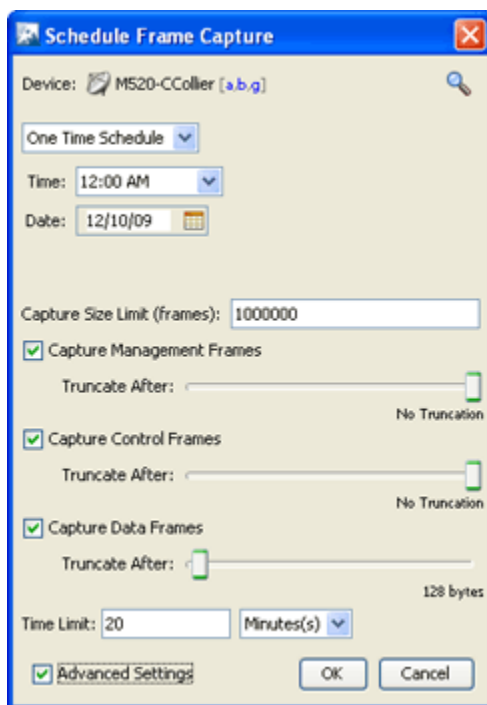 Schedule Frame Capture
Device: M520-CCollier [a,b,g]
One Time Schedule
Time: 12:00 AM
Date: 12/10/09
Capture Size Limit (frames): 1000000
Capture Management Frames
Truncate After:
No Truncation
Capture Control Frames
Truncate After:
No Truncation
Capture Data Frames
Truncate After:
128 bytes
Time Limit: 20 Minutes(s)
Advanced Settings OK Cancel